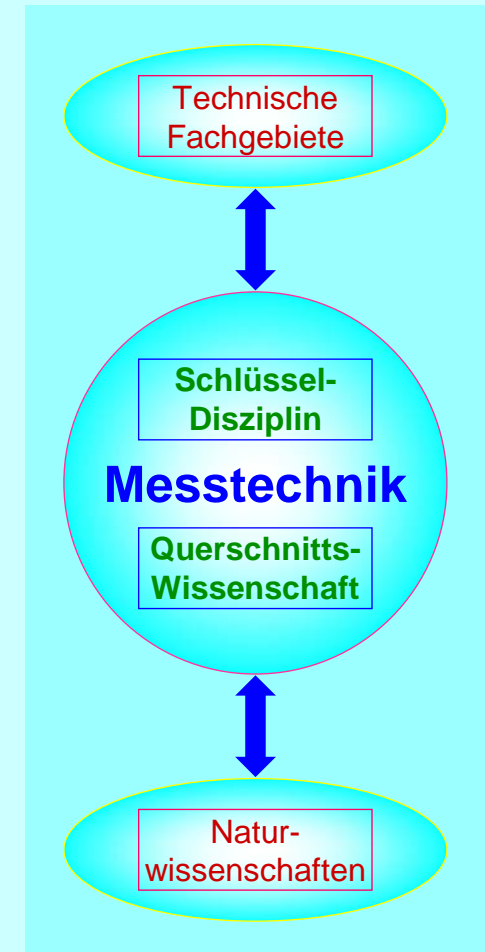 Technische
Fachgebiete
Schlüssel-
Disziplin
Messtechnik
Querschnitts-
Wissenschaft
Natur-
wissenschaften